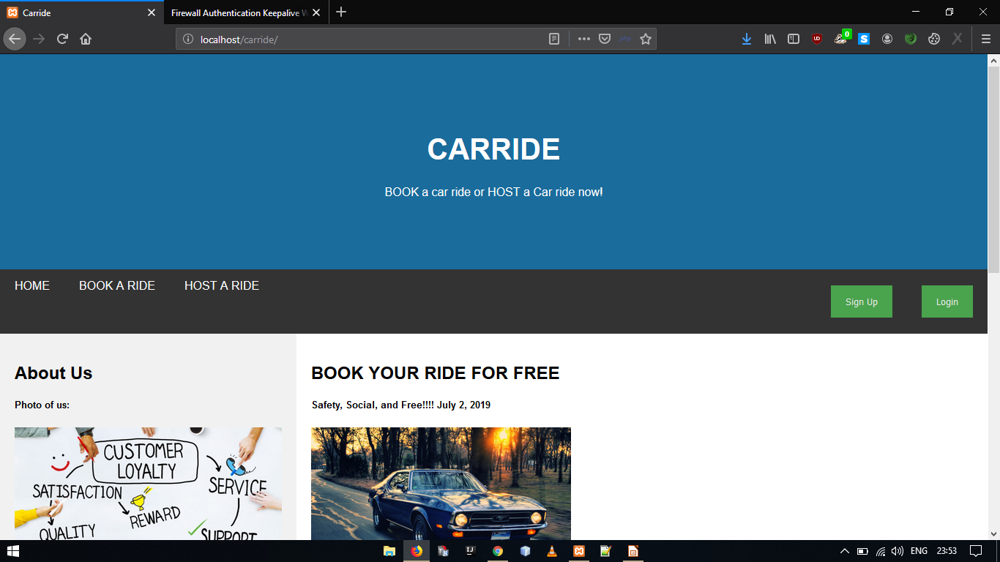 Carride
Firewall Authentication Keepalive W
localhost/carride/
php
0
CARRIDE
BOOK a car ride or HOST a Car ride now!
HOME BOOK A RIDE HOST A RIDE Sign Up Login
About Us
Photo of us:
CUSTOMER
LOYALTY
SATISFACTION
SERVICE
REWARD
QUALITY
SUPPORT
BOOK YOUR RIDE FOR FREE
Safety, Social, and Free!!!! July 2, 2019
ENG 23:53